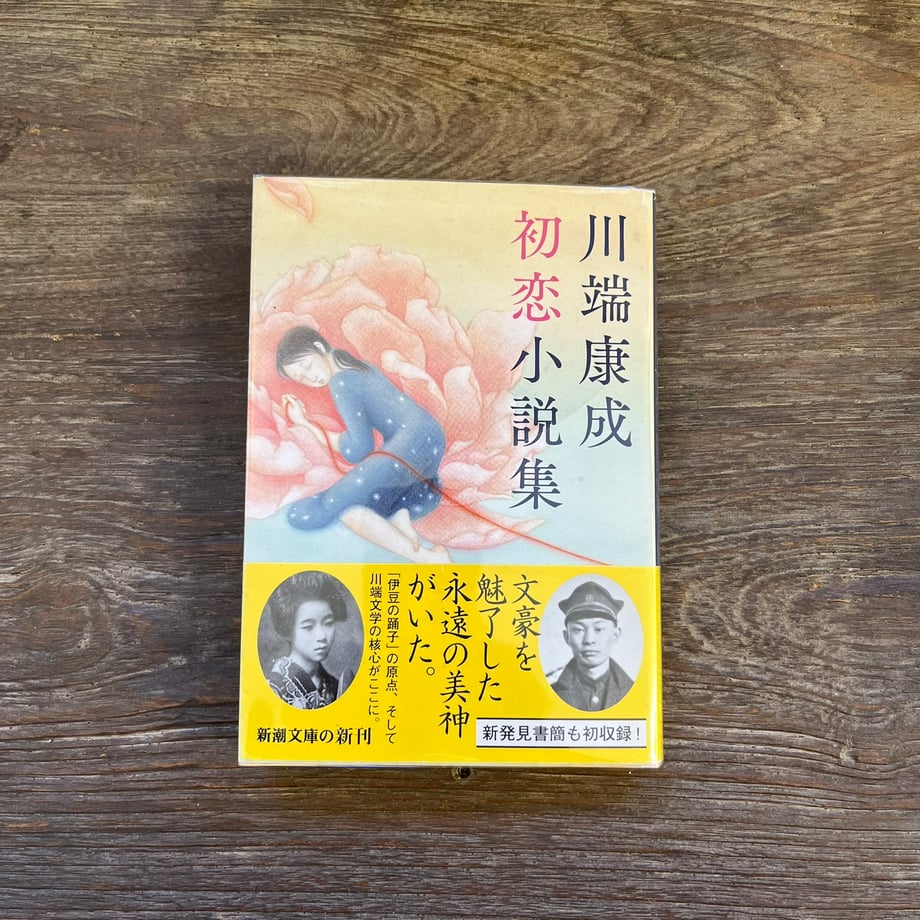 川端康成
初恋小説集
文豪を
魅了した
永遠の美神
がいた。
「伊豆の踊子」の原点、そして
川端文学の核心がここに。
新発見書簡も初収録！
新潮文庫の新刊